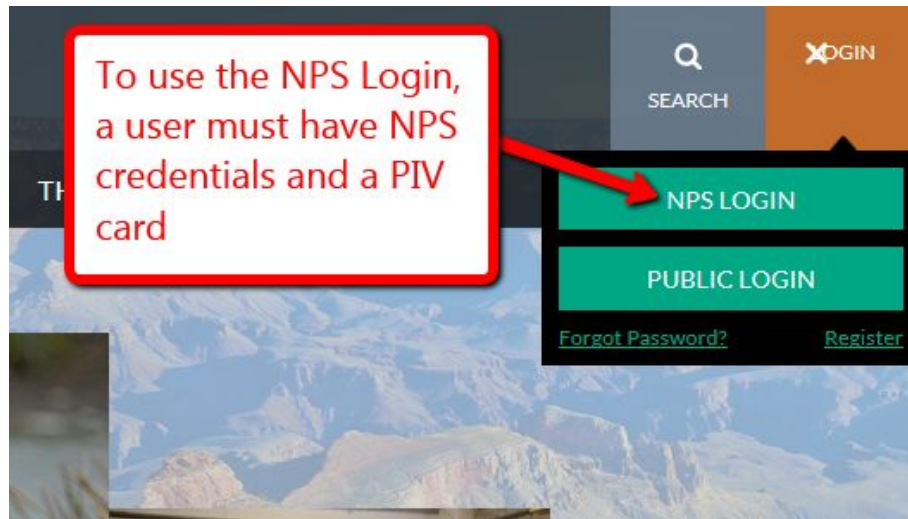 To use the NPS Login,
a user must have NPS
credentials and a PIV
card
SEARCH
NPS LOGIN
PUBLIC LOGIN
Forgot Password?
Register